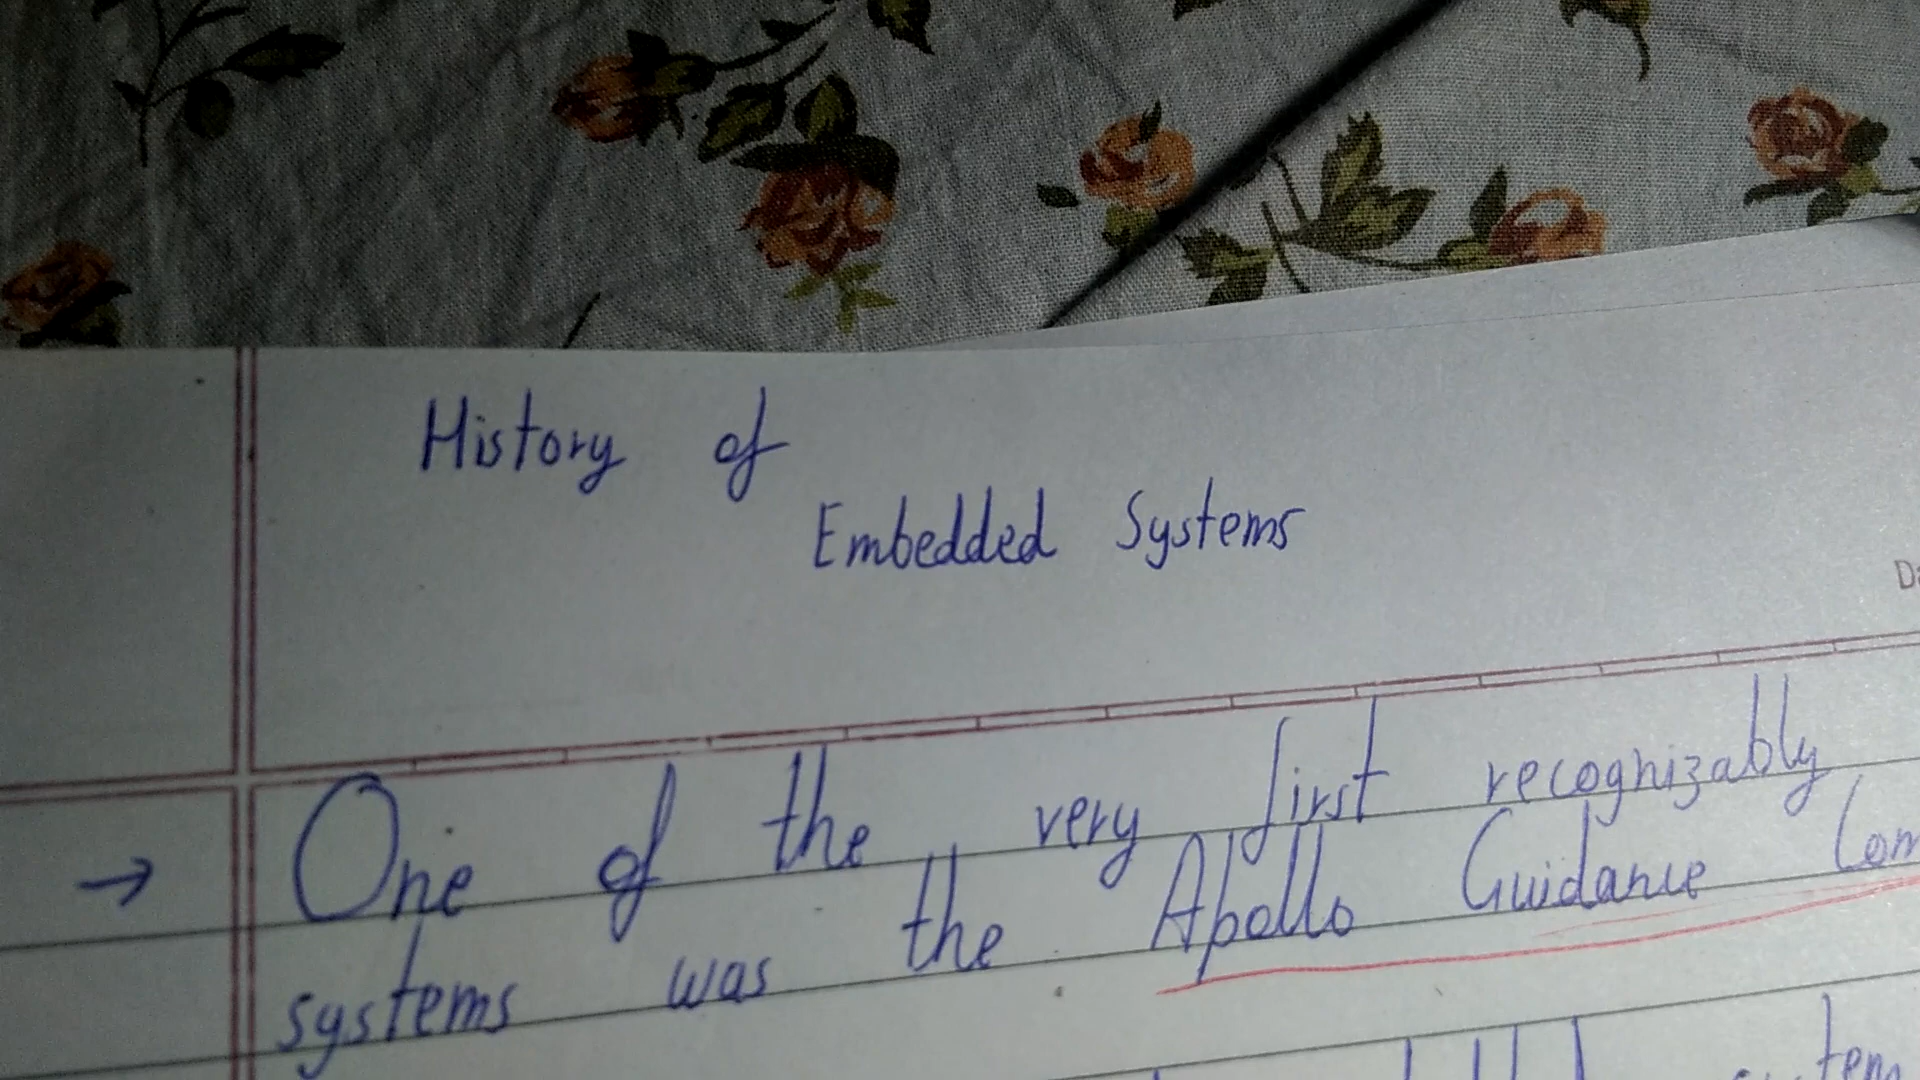 History of
Embedded Systems
→ One of the very first recognizably
systems was the Apollo Guidance